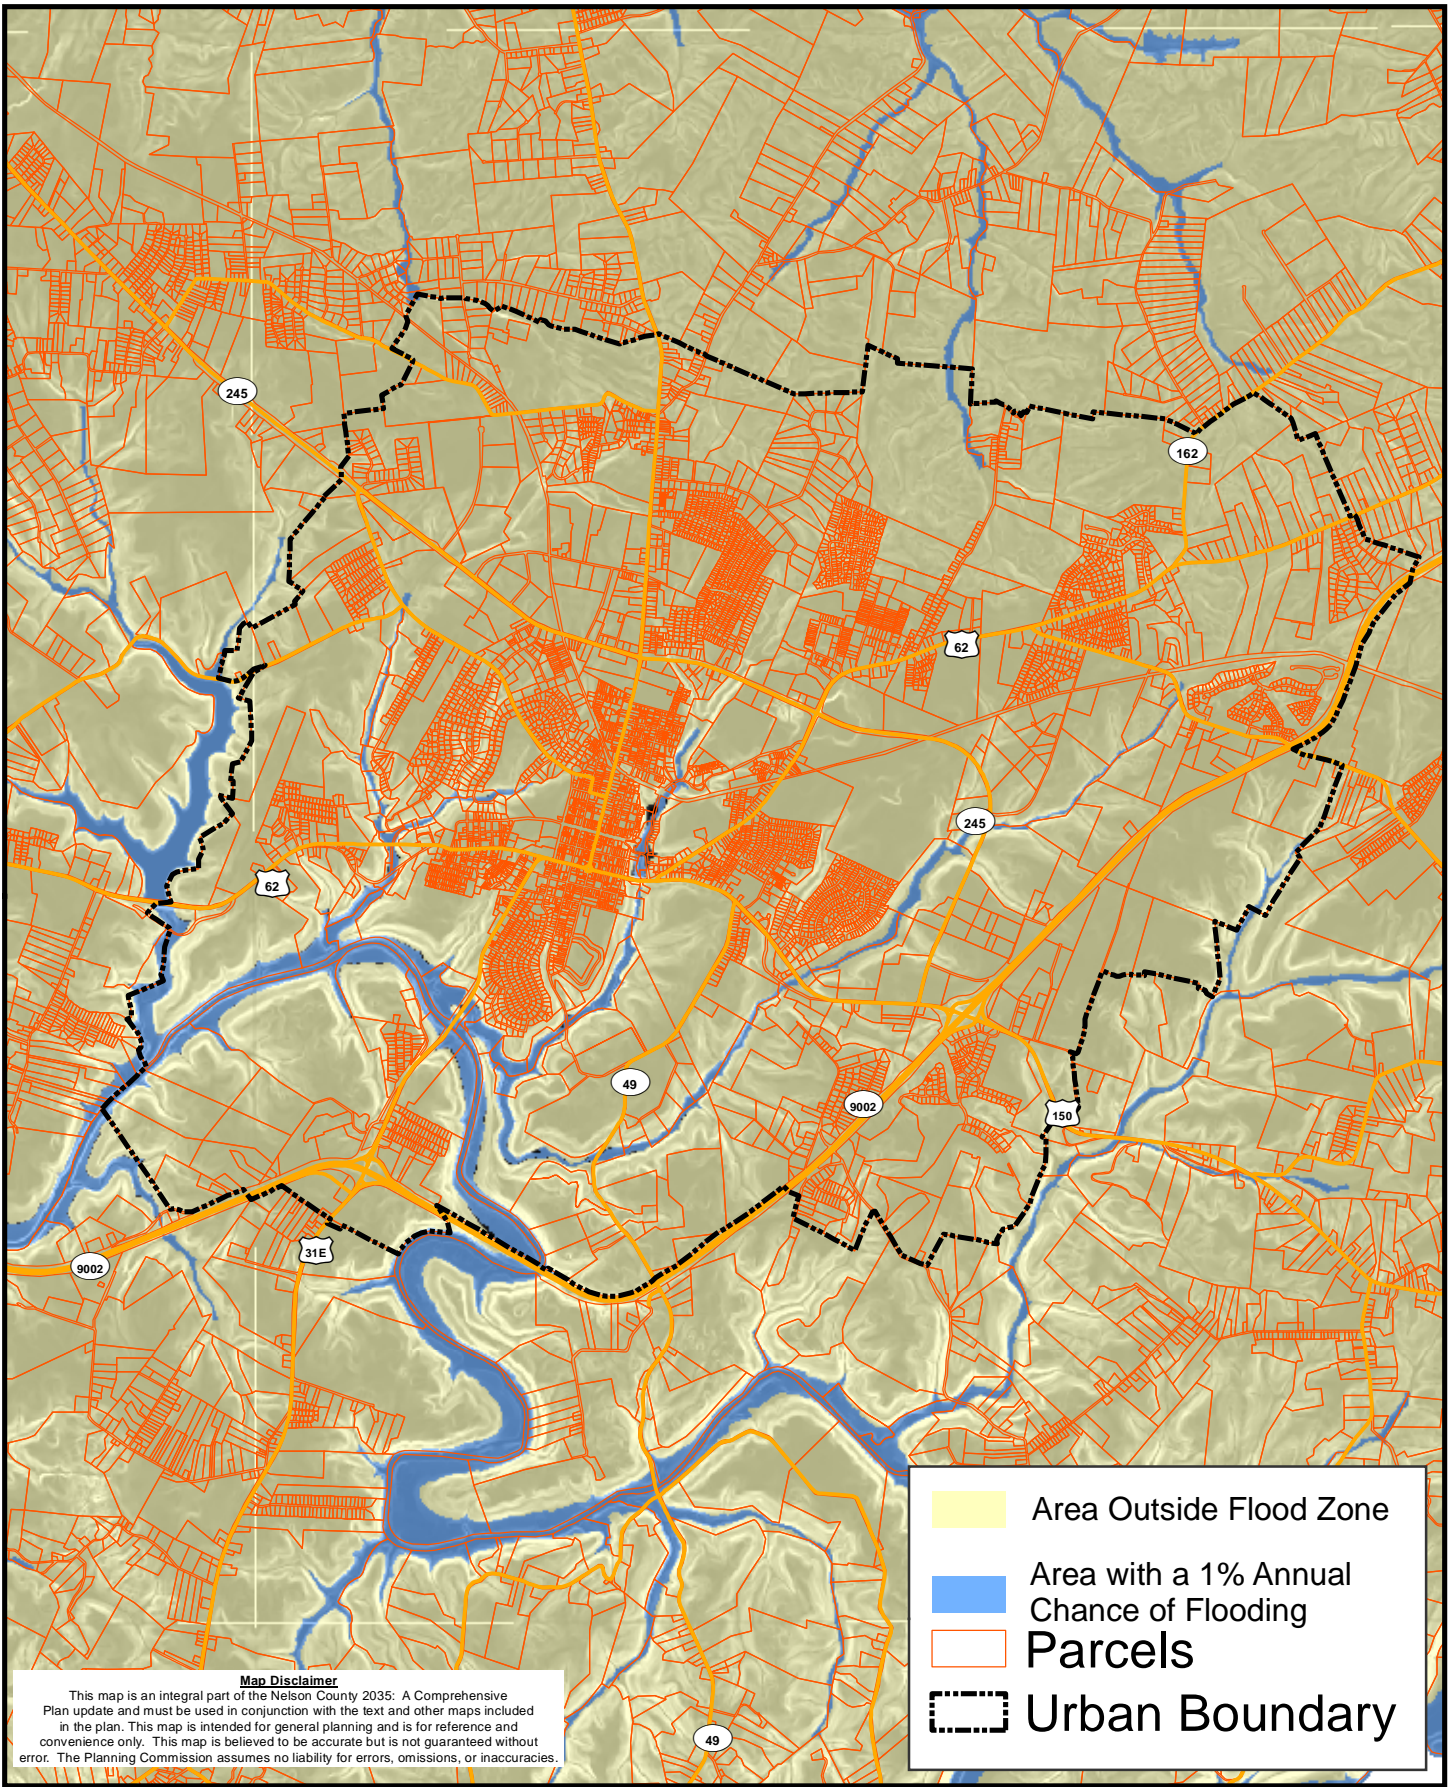 245
162
62
245
62
49
9002
150
31E
9002
Area Outside Flood Zone
Area with a 1% Annual
Chance of Flooding
Parcels
Urban Boundary
Map Disclaimer
This map is an integral part of the Nelson County 2035: A Comprehensive
Plan update and must be used in conjunction with the text and other maps included
in the plan. This map is intended for general planning and is for reference and
convenience only. This map is believed to be accurate but is not guaranteed without
error. The Planning Commission assumes no liability for errors, omissions, or inaccuracies.
49